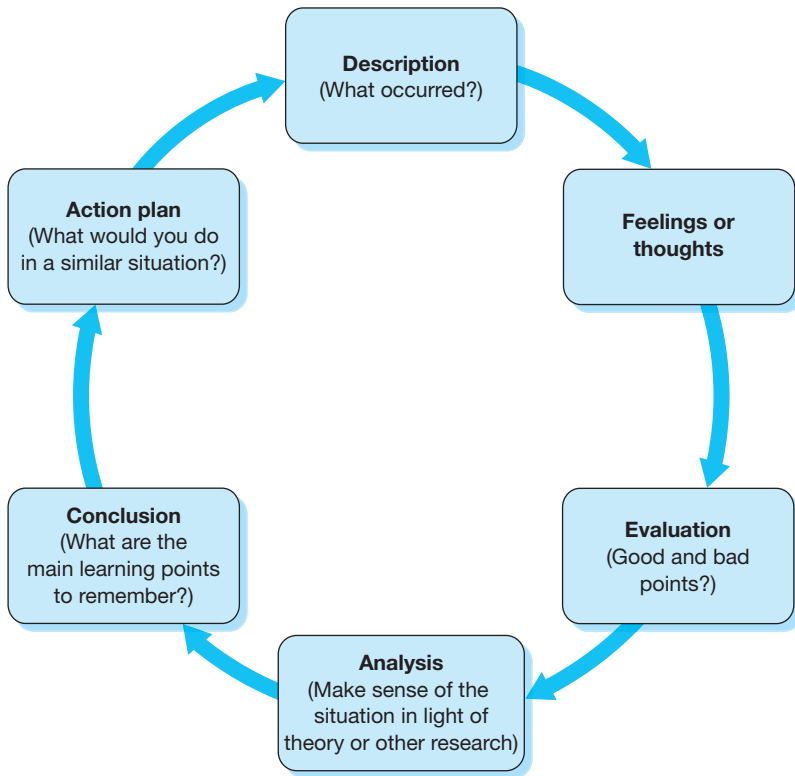 Description
(What occurred?)
Feelings or
thoughts
Evaluation
(Good and bad
points?)
Analysis
(Make sense of the
situation in light of
theory or other research)
Conclusion
(What are the
main learning points
to remember?)
Action plan
(What would you do
in a similar situation?)